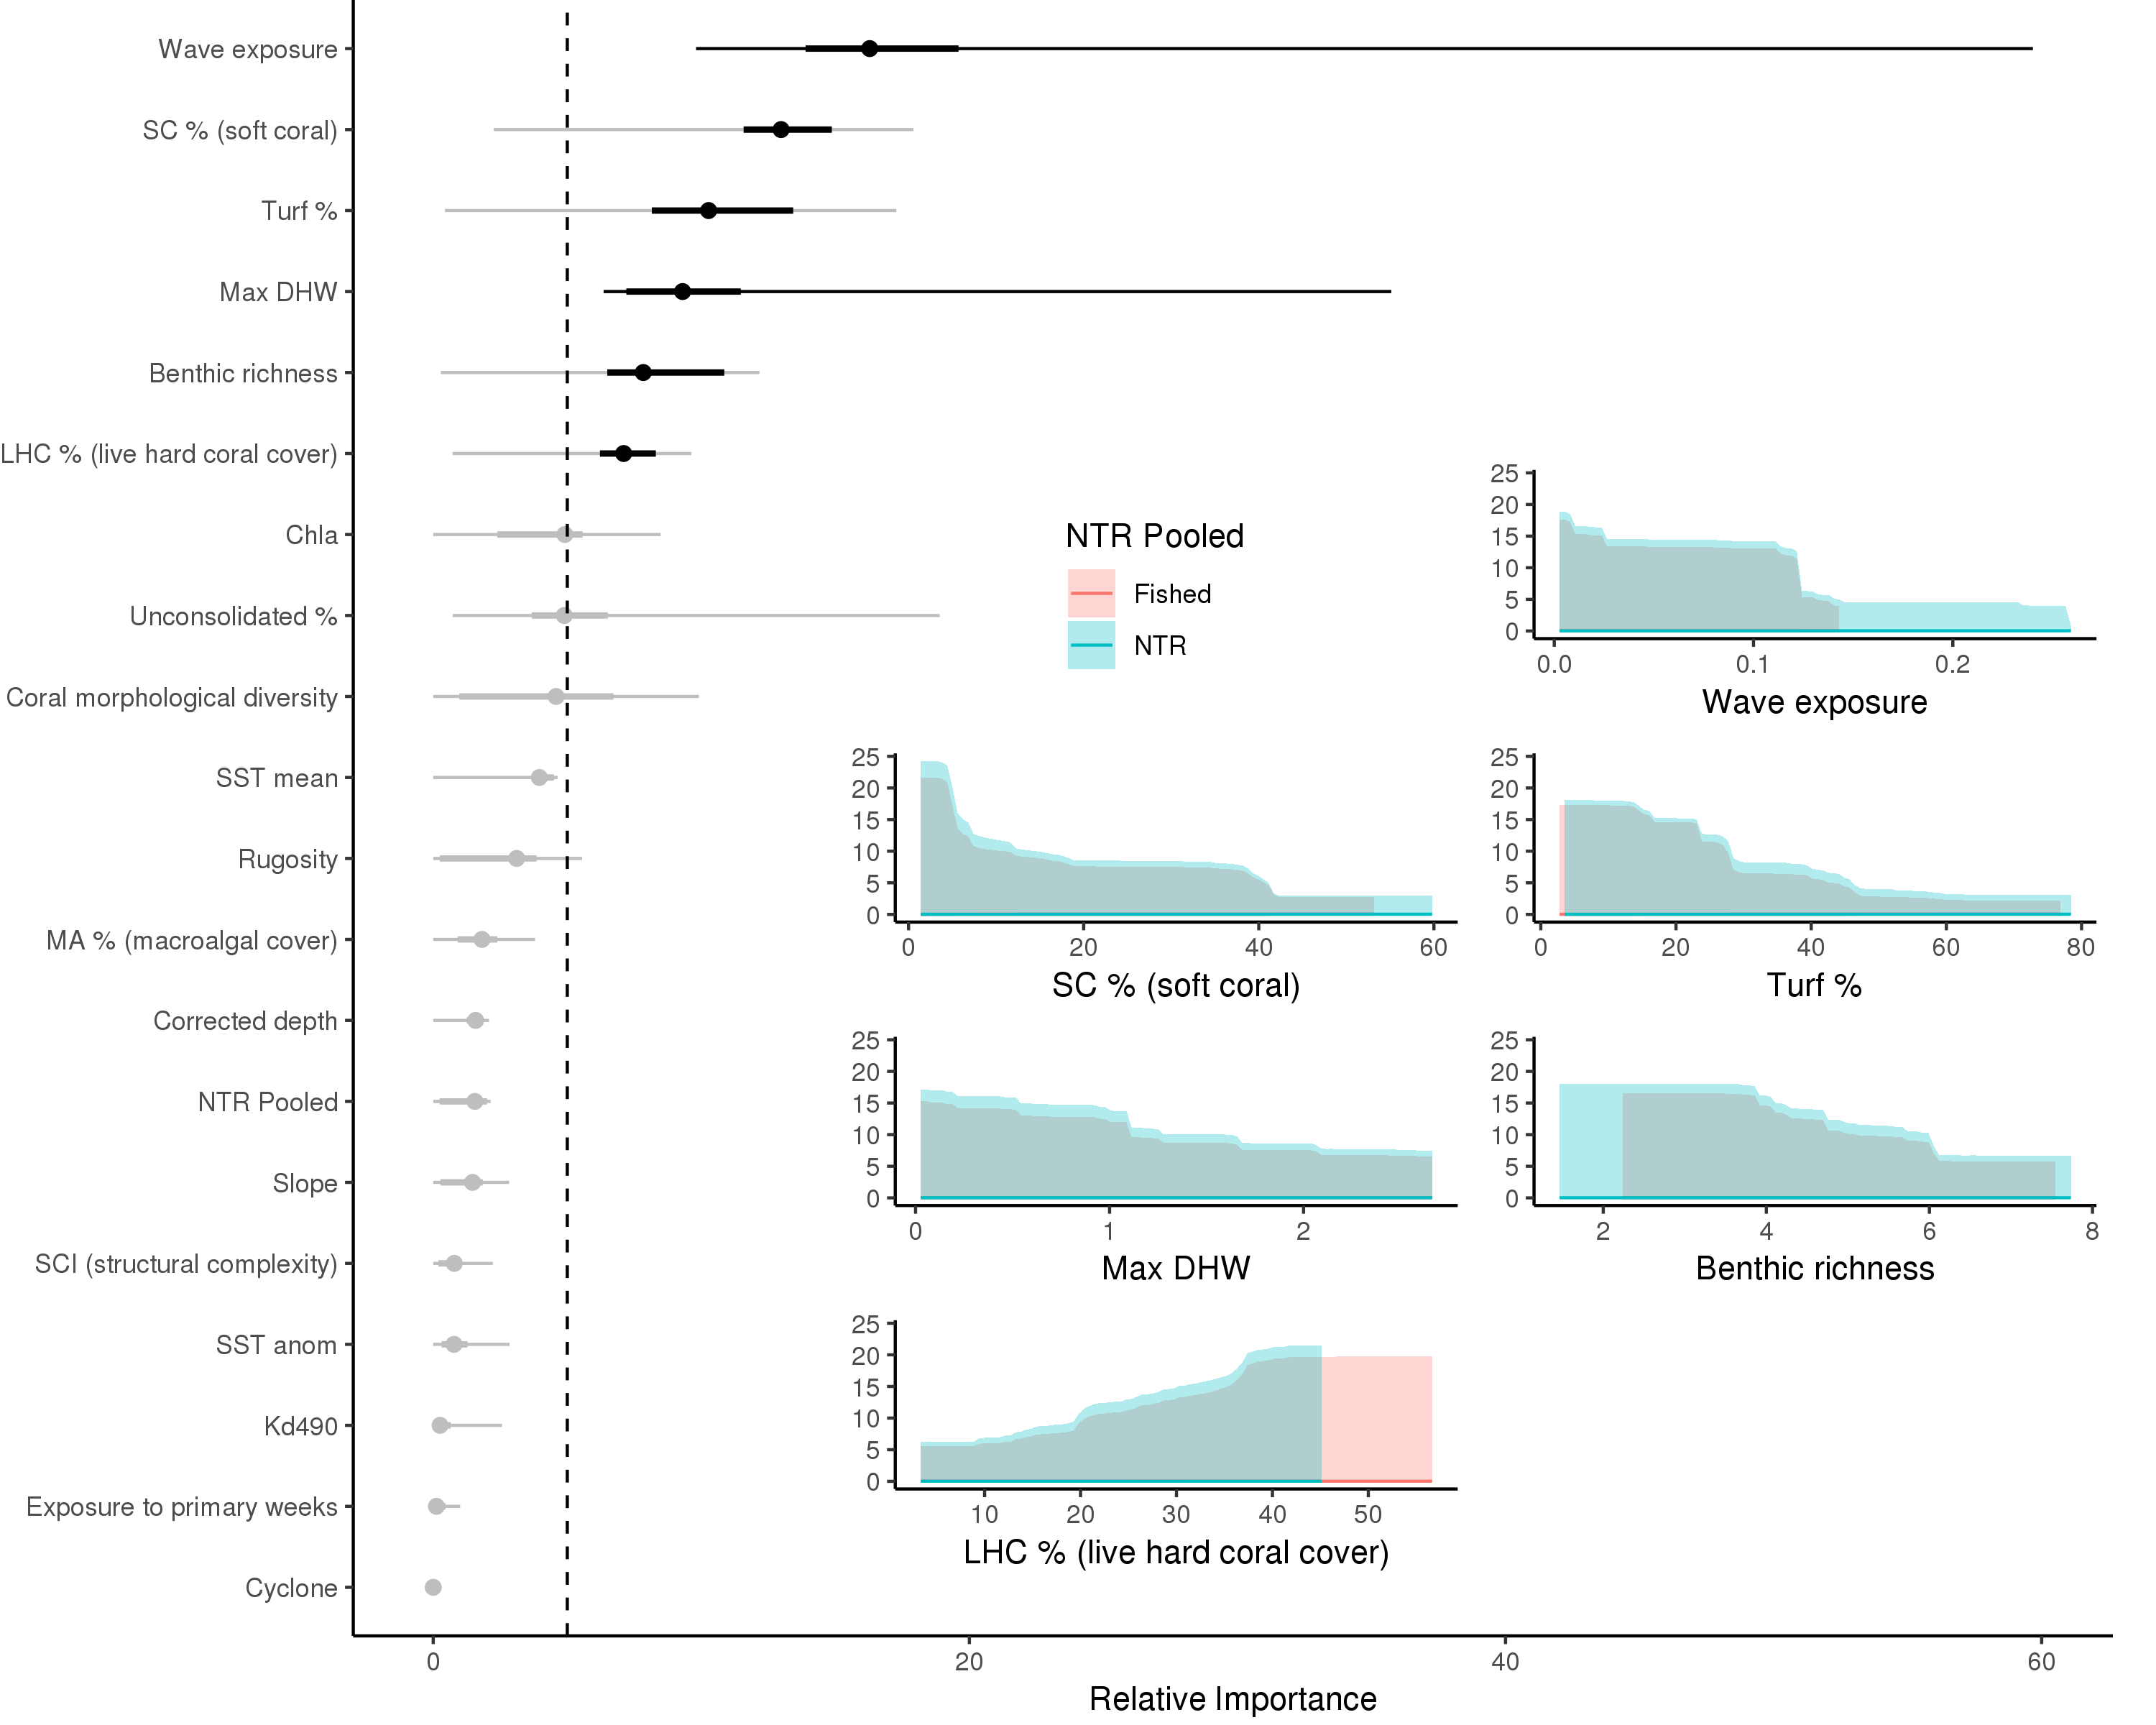 Wave exposure
SC % (soft coral)
Turf %
Max DHW
Benthic richness
LHC % (live hard coral cover)
Chla
Unconsolidated %
Coral morphological diversity
SST mean
Rugosity
MA % (macroalgal cover)
Corrected depth
NTR Pooled
Slope
SCI (structural complexity)
SST anom
Kd490
Exposure to primary weeks
Cyclone
0 20 40 60
Relative Importance
NTR Pooled
Fished
NTR
25
20
15
10
5
0
0.0 0.1 0.2
Wave exposure
25
20
15
10
5
0
0 20 40 60
SC % (soft coral)
25
20
15
10
5
0
0 20 40 60 80
Turf %
25
20
15
10
5
0
0 1 2
Max DHW
25
20
15
10
5
0
2 4 6 8
Benthic richness
25
20
15
10
5
0
10 20 30 40 50
LHC % (live hard coral cover)